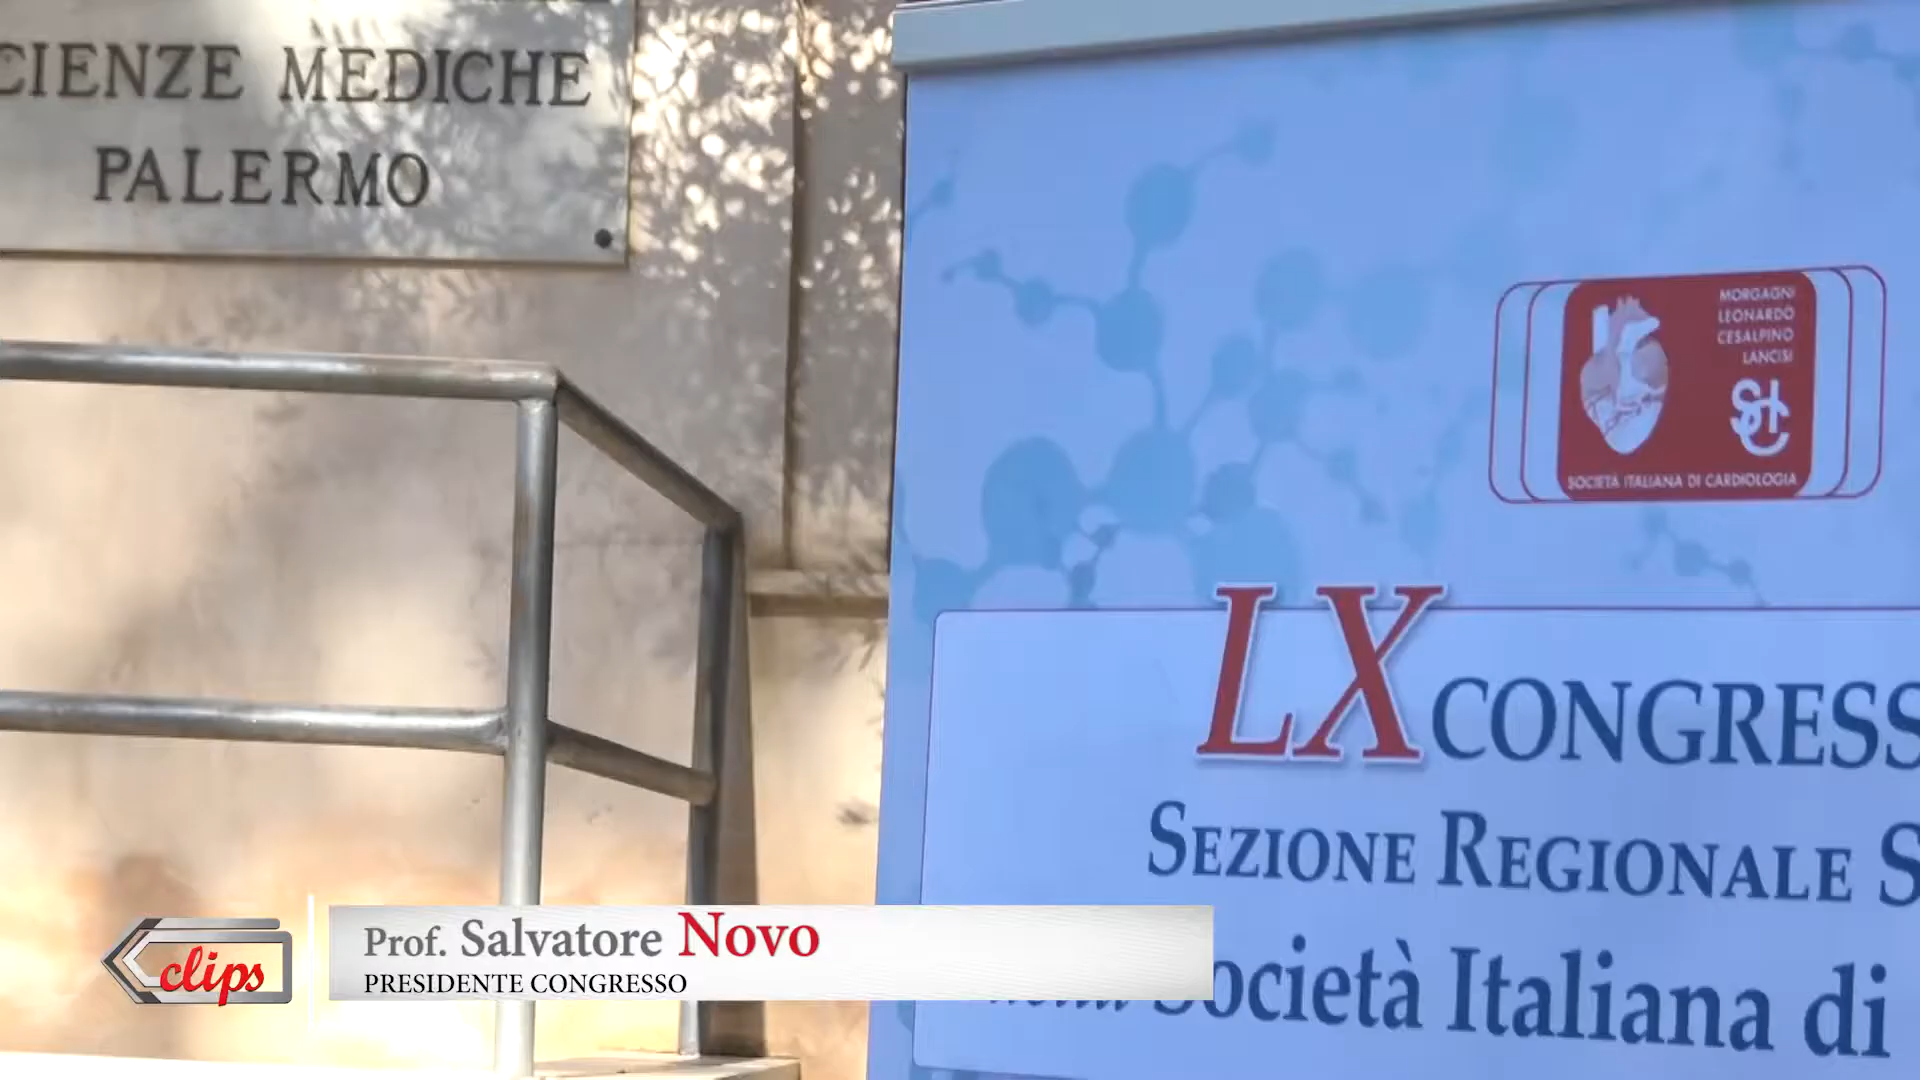 CIENZE MEDICHE
PALERMO
MORGAGNI
LEONARDO
CESALPINO
LANCISI
SIC
SOCIETÀ ITALIANA DI CARDIOLOGIA
LX CONGRESS
SEZIONE REGIONALE S
Società Italiana di
clips
Prof. Salvatore Novo
PRESIDENTE CONGRESSO